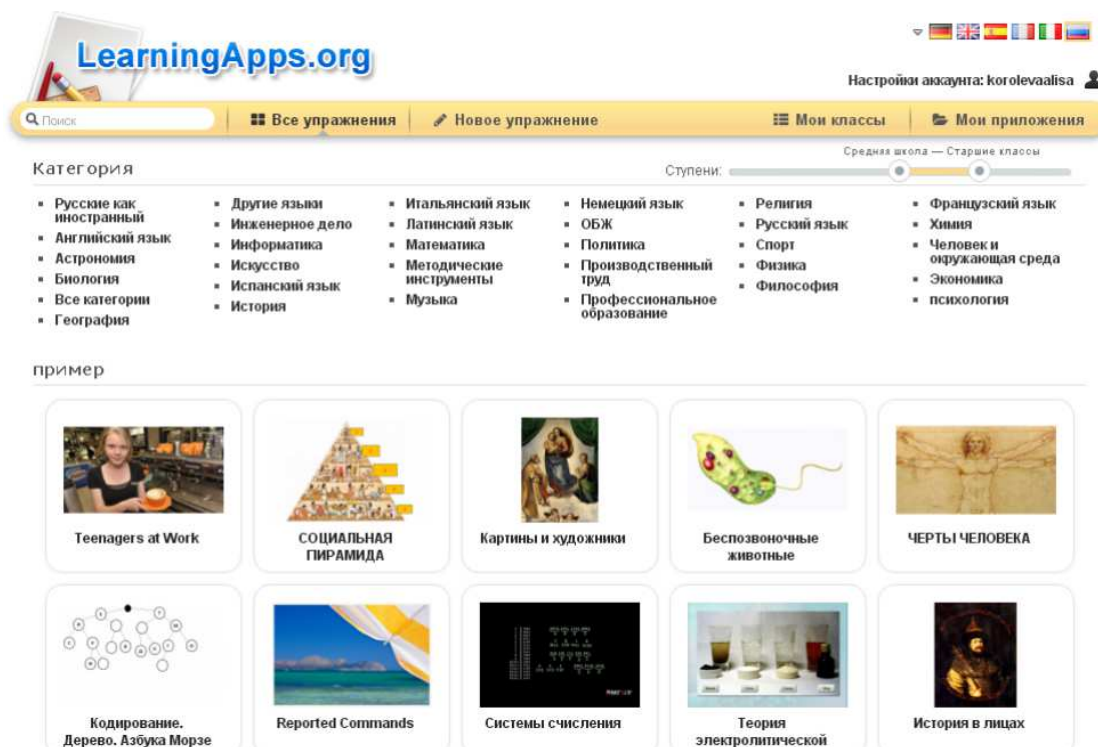 LearningApps.org
Настройки аккаунта: korolevaalisa
Поиск
Все упражнения
Новое упражнение
Мои классы
Мои приложения
Средняя школа — Старшие классы
Категория
Ступени:
Русские как
иностранный
Английский язык
Астрономия
Биология
Все категории
География
Другие языки
Инженерное дело
Информатика
Искусство
Испанский язык
История
Итальянский язык
Латинский язык
Математика
Методические
инструменты
Музыка
Немецкий язык
ОБЖ
Политика
Производственный
труд
Профессиональное
образование
Религия
Русский язык
Спорт
Физика
Философия
Французский язык
Химия
Человек и
окружающая среда
Экономика
психология
пример
Teenagers at Work
СОЦИАЛЬНАЯ
ПИРАМИДА
Картины и художники
Беспозвоночные
животные
ЧЕРТЫ ЧЕЛОВЕКА
Кодирование.
Дерево. Азбука Морзе
Reported Commands
Системы счисления
Теория
электролитической
История в лицах